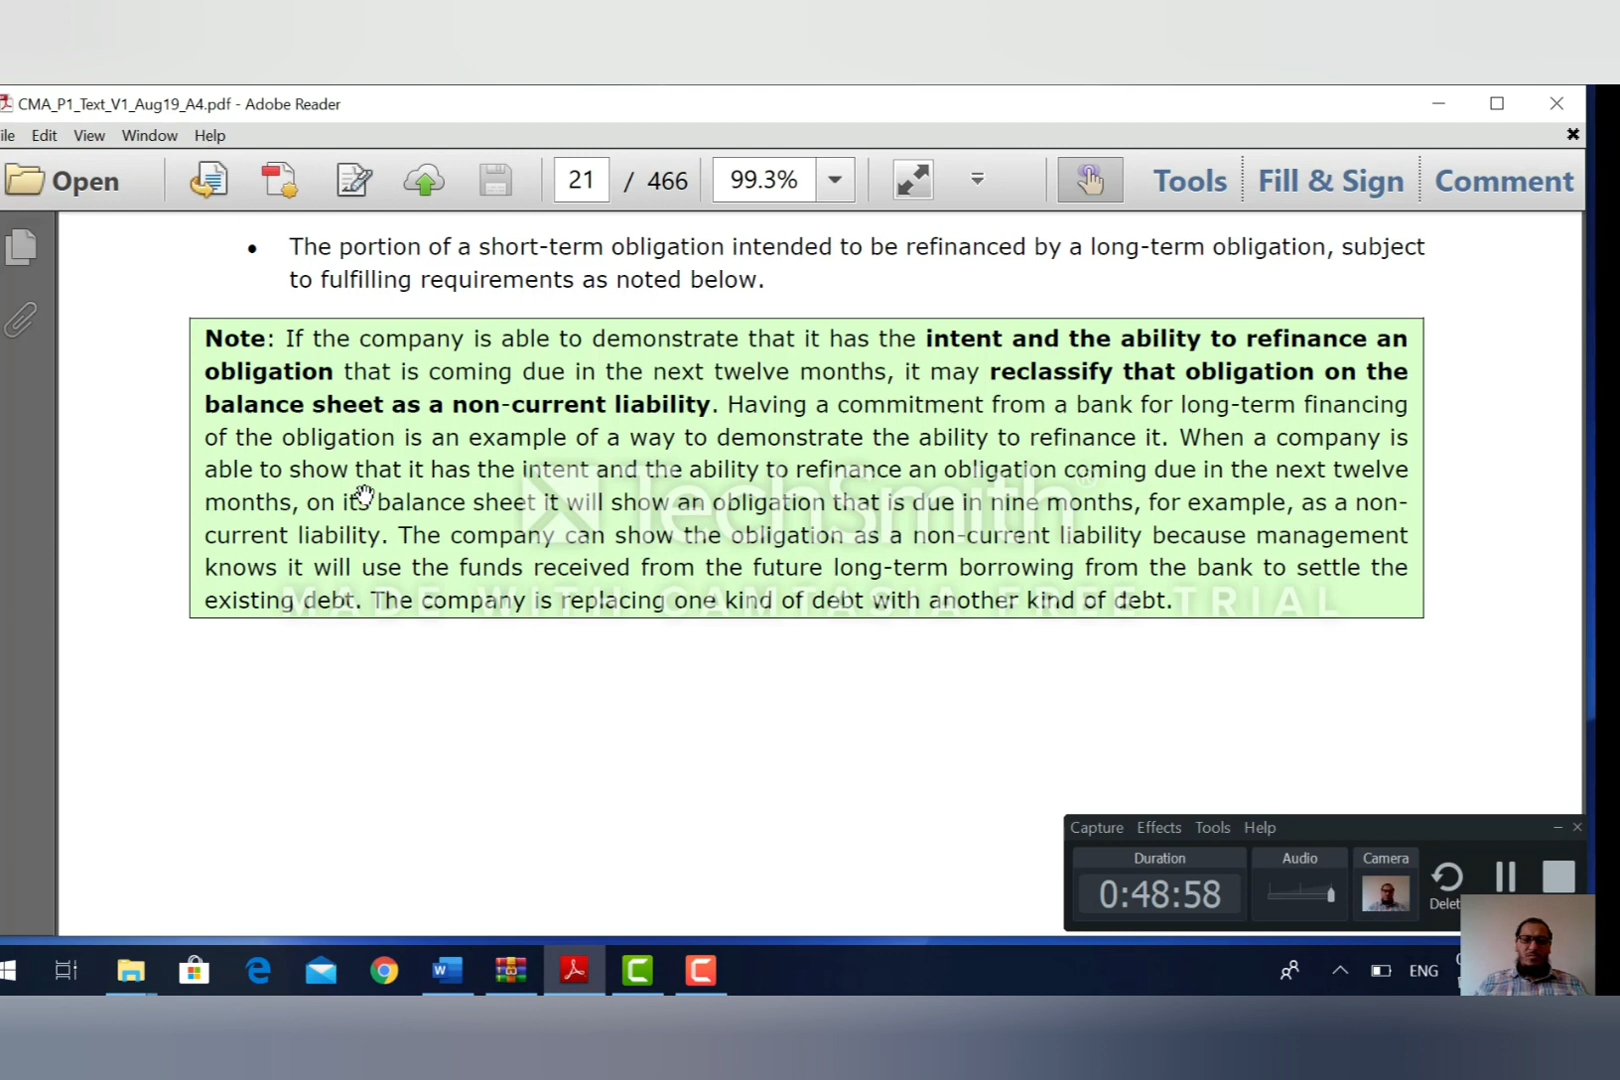 CMA_P1_Text_V1_Aug19_A4.pdf - Adobe Reader
ile Edit View Window Help
Open 21 / 466 99.3% Tools Fill & Sign Comment
• The portion of a short-term obligation intended to be refinanced by a long-term obligation, subject
to fulfilling requirements as noted below.
Note: If the company is able to demonstrate that it has the intent and the ability to refinance an
obligation that is coming due in the next twelve months, it may reclassify that obligation on the
balance sheet as a non-current liability. Having a commitment from a bank for long-term financing
of the obligation is an example of a way to demonstrate the ability to refinance it. When a company is
able to show that it has the intent and the ability to refinance an obligation coming due in the next twelve
months, on its balance sheet it will show an obligation that is due in nine months, for example, as a non-
current liability. The company can show the obligation as a non-current liability because management
knows it will use the funds received from the future long-term borrowing from the bank to settle the
existing debt. The company is replacing one kind of debt with another kind of debt.
TechSmith®
MADE WITH CAMTASIA FREE TRIAL
Capture Effects Tools Help
Duration Audio Camera
0:48:58
Delet
ENG